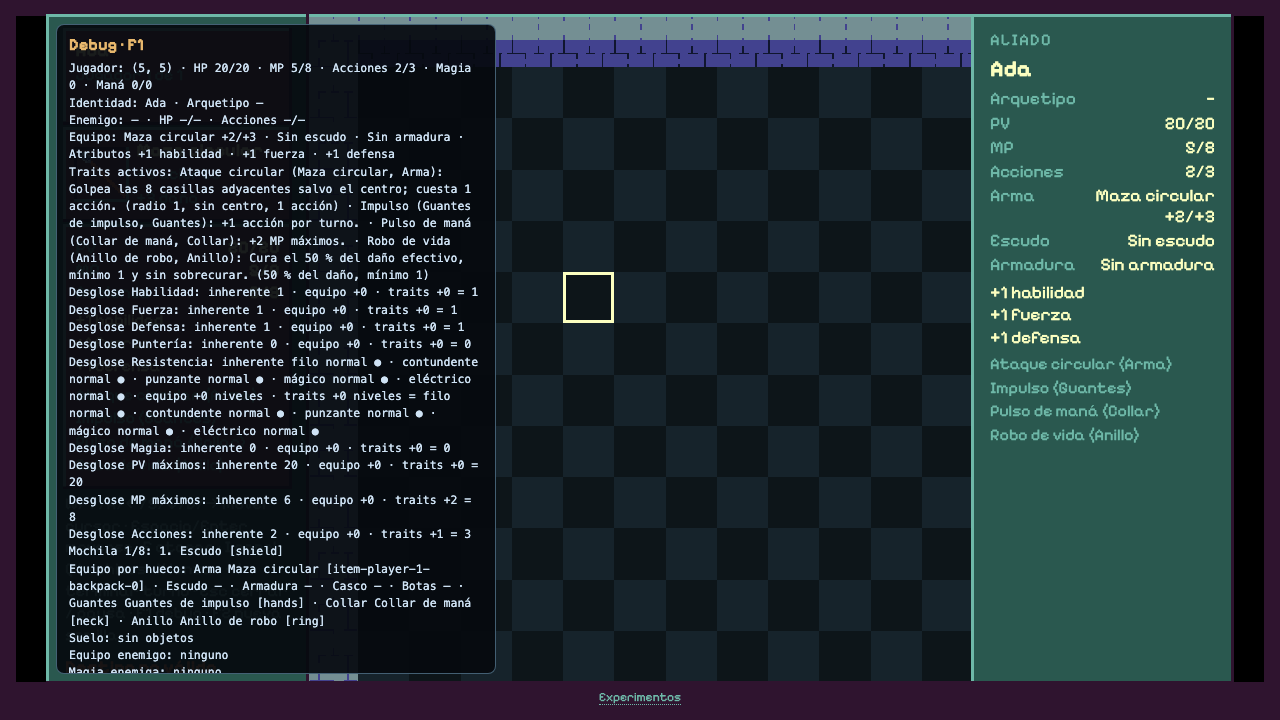 Debug·F1
Jugador: (5, 5) · HP 20/20 · MP 5/8 · Acciones 2/3 · Magia
0 · Maná 0/0
Identidad: Ada · Arquetipo —
Enemigo: — · HP —/— · Acciones —/—
Equipo: Maza circular +2/+3 · Sin escudo · Sin armadura ·
Atributos +1 habilidad · +1 fuerza · +1 defensa
Traits activos: Ataque circular (Maza circular, Arma):
Golpea las 8 casillas adyacentes salvo el centro; cuesta 1
acción. (radio 1, sin centro, 1 acción) · Impulso (Guantes
de impulso, Guantes): +1 acción por turno. · Pulso de maná
(Collar de maná, Collar): +2 MP máximos. · Robo de vida
(Anillo de robo, Anillo): Cura el 50 % del daño efectivo,
mínimo 1 y sin sobrecurar. (50 % del daño, mínimo 1)
Desglose Habilidad: inherente 1 · equipo +0 · traits +0 = 1
Desglose Fuerza: inherente 1 · equipo +0 · traits +0 = 1
Desglose Defensa: inherente 1 · equipo +0 · traits +0 = 1
Desglose Puntería: inherente 0 · equipo +0 · traits +0 = 0
Desglose Resistencia: inherente filo normal ● · contundente
normal ● · punzante normal ● · mágico normal ● · eléctrico
normal ● · equipo +0 niveles · traits +0 niveles = filo
normal ● · contundente normal ● · punzante normal ● ·
mágico normal ● · eléctrico normal ●
Desglose Magia: inherente 0 · equipo +0 · traits +0 = 0
Desglose PV máximos: inherente 20 · equipo +0 · traits +0 =
20
Desglose MP máximos: inherente 6 · equipo +0 · traits +2 =
8
Desglose Acciones: inherente 2 · equipo +0 · traits +1 = 3
Mochila 1/8: 1. Escudo [shield]
Equipo por hueco: Arma Maza circular [item-player-1-
backpack-0] · Escudo — · Armadura — · Casco — · Botas — ·
Guantes Guantes de impulso [hands] · Collar Collar de maná
[neck] · Anillo Anillo de robo [ring]
Suelo: sin objetos
Equipo enemigo: ninguno
Magia enemiga: ninguno
ALIADO
Ada
Arquetipo —
PV 20/20
MP 5/8
Acciones 2/3
Arma Maza circular
+2/+3
Escudo Sin escudo
Armadura Sin armadura
+1 habilidad
+1 fuerza
+1 defensa
Ataque circular (Arma)
Impulso (Guantes)
Pulso de maná (Collar)
Robo de vida (Anillo)
Experimentos